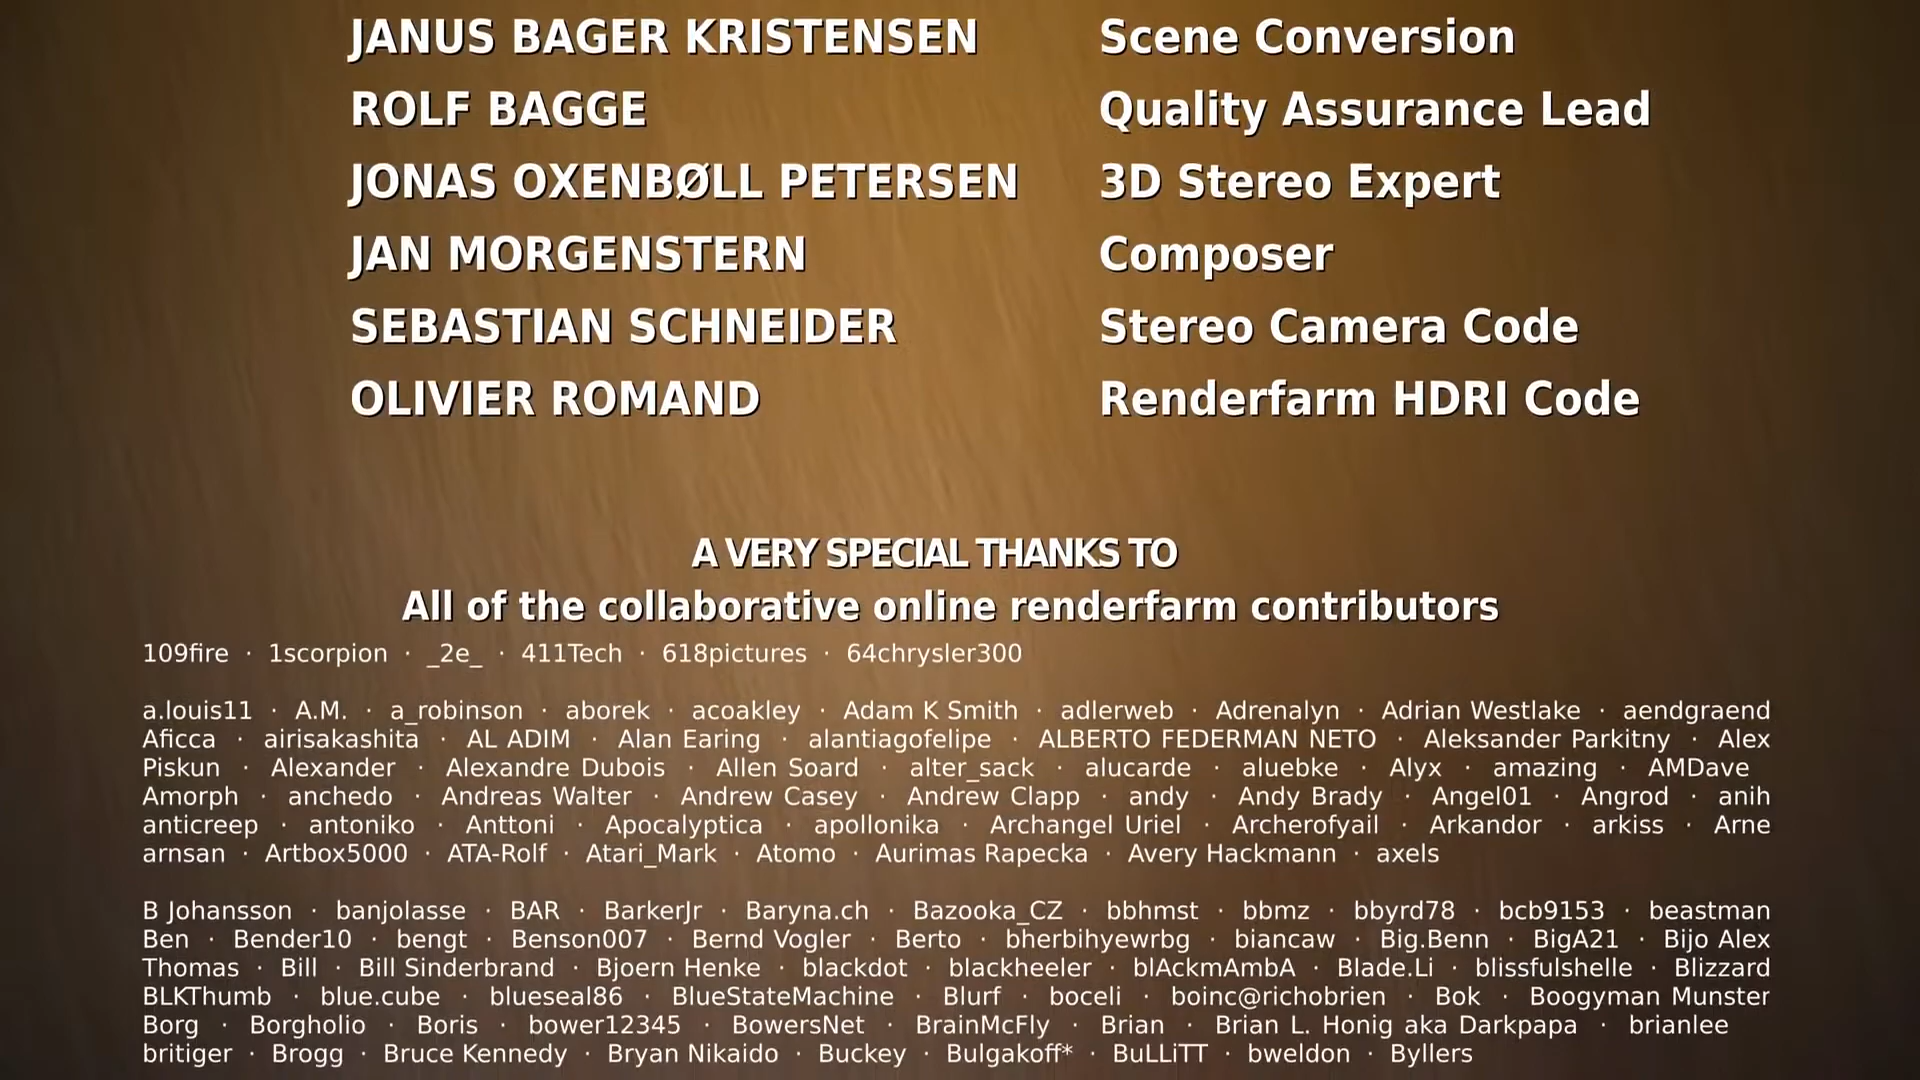 JANUS BAGER KRISTENSEN Scene Conversion
ROLF BAGGE Quality Assurance Lead
JONAS OXENBØLL PETERSEN 3D Stereo Expert
JAN MORGENSTERN Composer
SEBASTIAN SCHNEIDER Stereo Camera Code
OLIVIER ROMAND Renderfarm HDRI Code
A VERY SPECIAL THANKS TO
All of the collaborative online renderfarm contributors
109fire · 1scorpion · _2e_ · 411Tech · 618pictures · 64chrysler300
a.louis11 · A.M. · a_robinson · aborek · acoakley · Adam K Smith · adlerweb · Adrenalyn · Adrian Westlake · aendgraend
Aficca · airisakashita · AL ADIM · Alan Earing · alantiagofelipe · ALBERTO FEDERMAN NETO · Aleksander Parkitny · Alex
Piskun · Alexander · Alexandre Dubois · Allen Soard · alter_sack · alucarde · aluebke · Alyx · amazing · AMDave
Amorph · anchedo · Andreas Walter · Andrew Casey · Andrew Clapp · andy · Andy Brady · Angel01 · Angrod · anih
anticreep · antoniko · Anttoni · Apocalyptica · apollonika · Archangel Uriel · Archerofyail · Arkandor · arkiss · Arne
arnsan · Artbox5000 · ATA-Rolf · Atari_Mark · Atomo · Aurimas Rapecka · Avery Hackmann · axels
B Johansson · banjolasse · BAR · BarkerJr · Baryna.ch · Bazooka_CZ · bbhmst · bbmz · bbyrd78 · bcb9153 · beastman
Ben · Bender10 · bengt · Benson007 · Bernd Vogler · Berto · bherbihyewrbg · biancaw · Big.Benn · BigA21 · Bijo Alex
Thomas · Bill · Bill Sinderbrand · Bjoern Henke · blackdot · blackheeler · blAckmAmbA · Blade.Li · blissfulshelle · Blizzard
BLKThumb · blue.cube · blueseal86 · BlueStateMachine · Blurf · boceli · boinc@richobrien · Bok · Boogyman Munster
Borg · Borgholio · Boris · bower12345 · BowersNet · BrainMcFly · Brian · Brian L. Honig aka Darkpapa · brianlee
britiger · Brogg · Bruce Kennedy · Bryan Nikaido · Buckey · Bulgakoff* · BuLLiTT · bweldon · Byllers